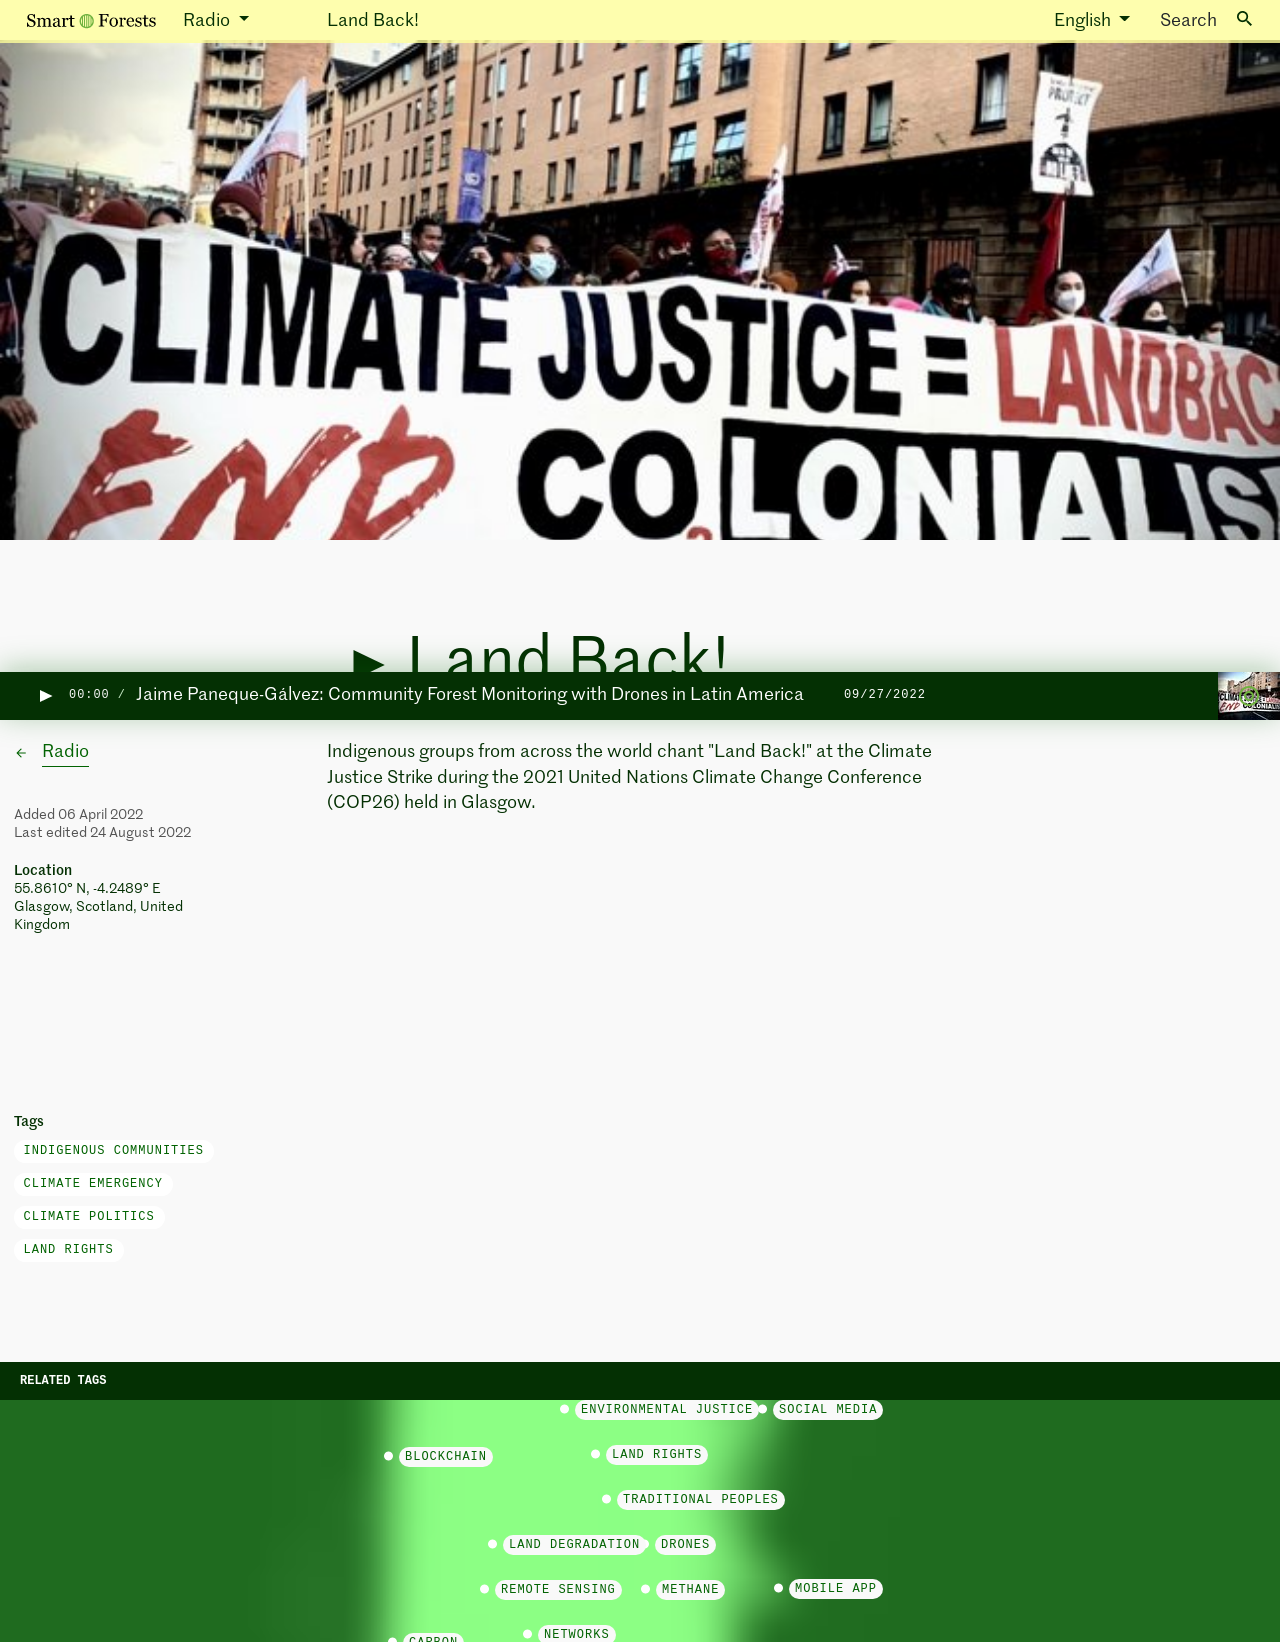 Smart Forests Radio Land Back! English Search
PROTECT
CLIMATE JUSTICE = LANDBAC
END COLONIALIS
► Land Back!
► 00:00 / Jaime Paneque-Gálvez: Community Forest Monitoring with Drones in Latin America 09/27/2022
← Radio
Indigenous groups from across the world chant "Land Back!" at the Climate
Justice Strike during the 2021 United Nations Climate Change Conference
(COP26) held in Glasgow.
Added 06 April 2022
Last edited 24 August 2022
Location
55.8610° N, -4.2489° E
Glasgow, Scotland, United
Kingdom
Tags
INDIGENOUS COMMUNITIES
CLIMATE EMERGENCY
CLIMATE POLITICS
LAND RIGHTS
RELATED TAGS
ENVIRONMENTAL JUSTICE SOCIAL MEDIA
BLOCKCHAIN LAND RIGHTS
TRADITIONAL PEOPLES
LAND DEGRADATION DRONES
REMOTE SENSING METHANE MOBILE APP
CARBON NETWORKS